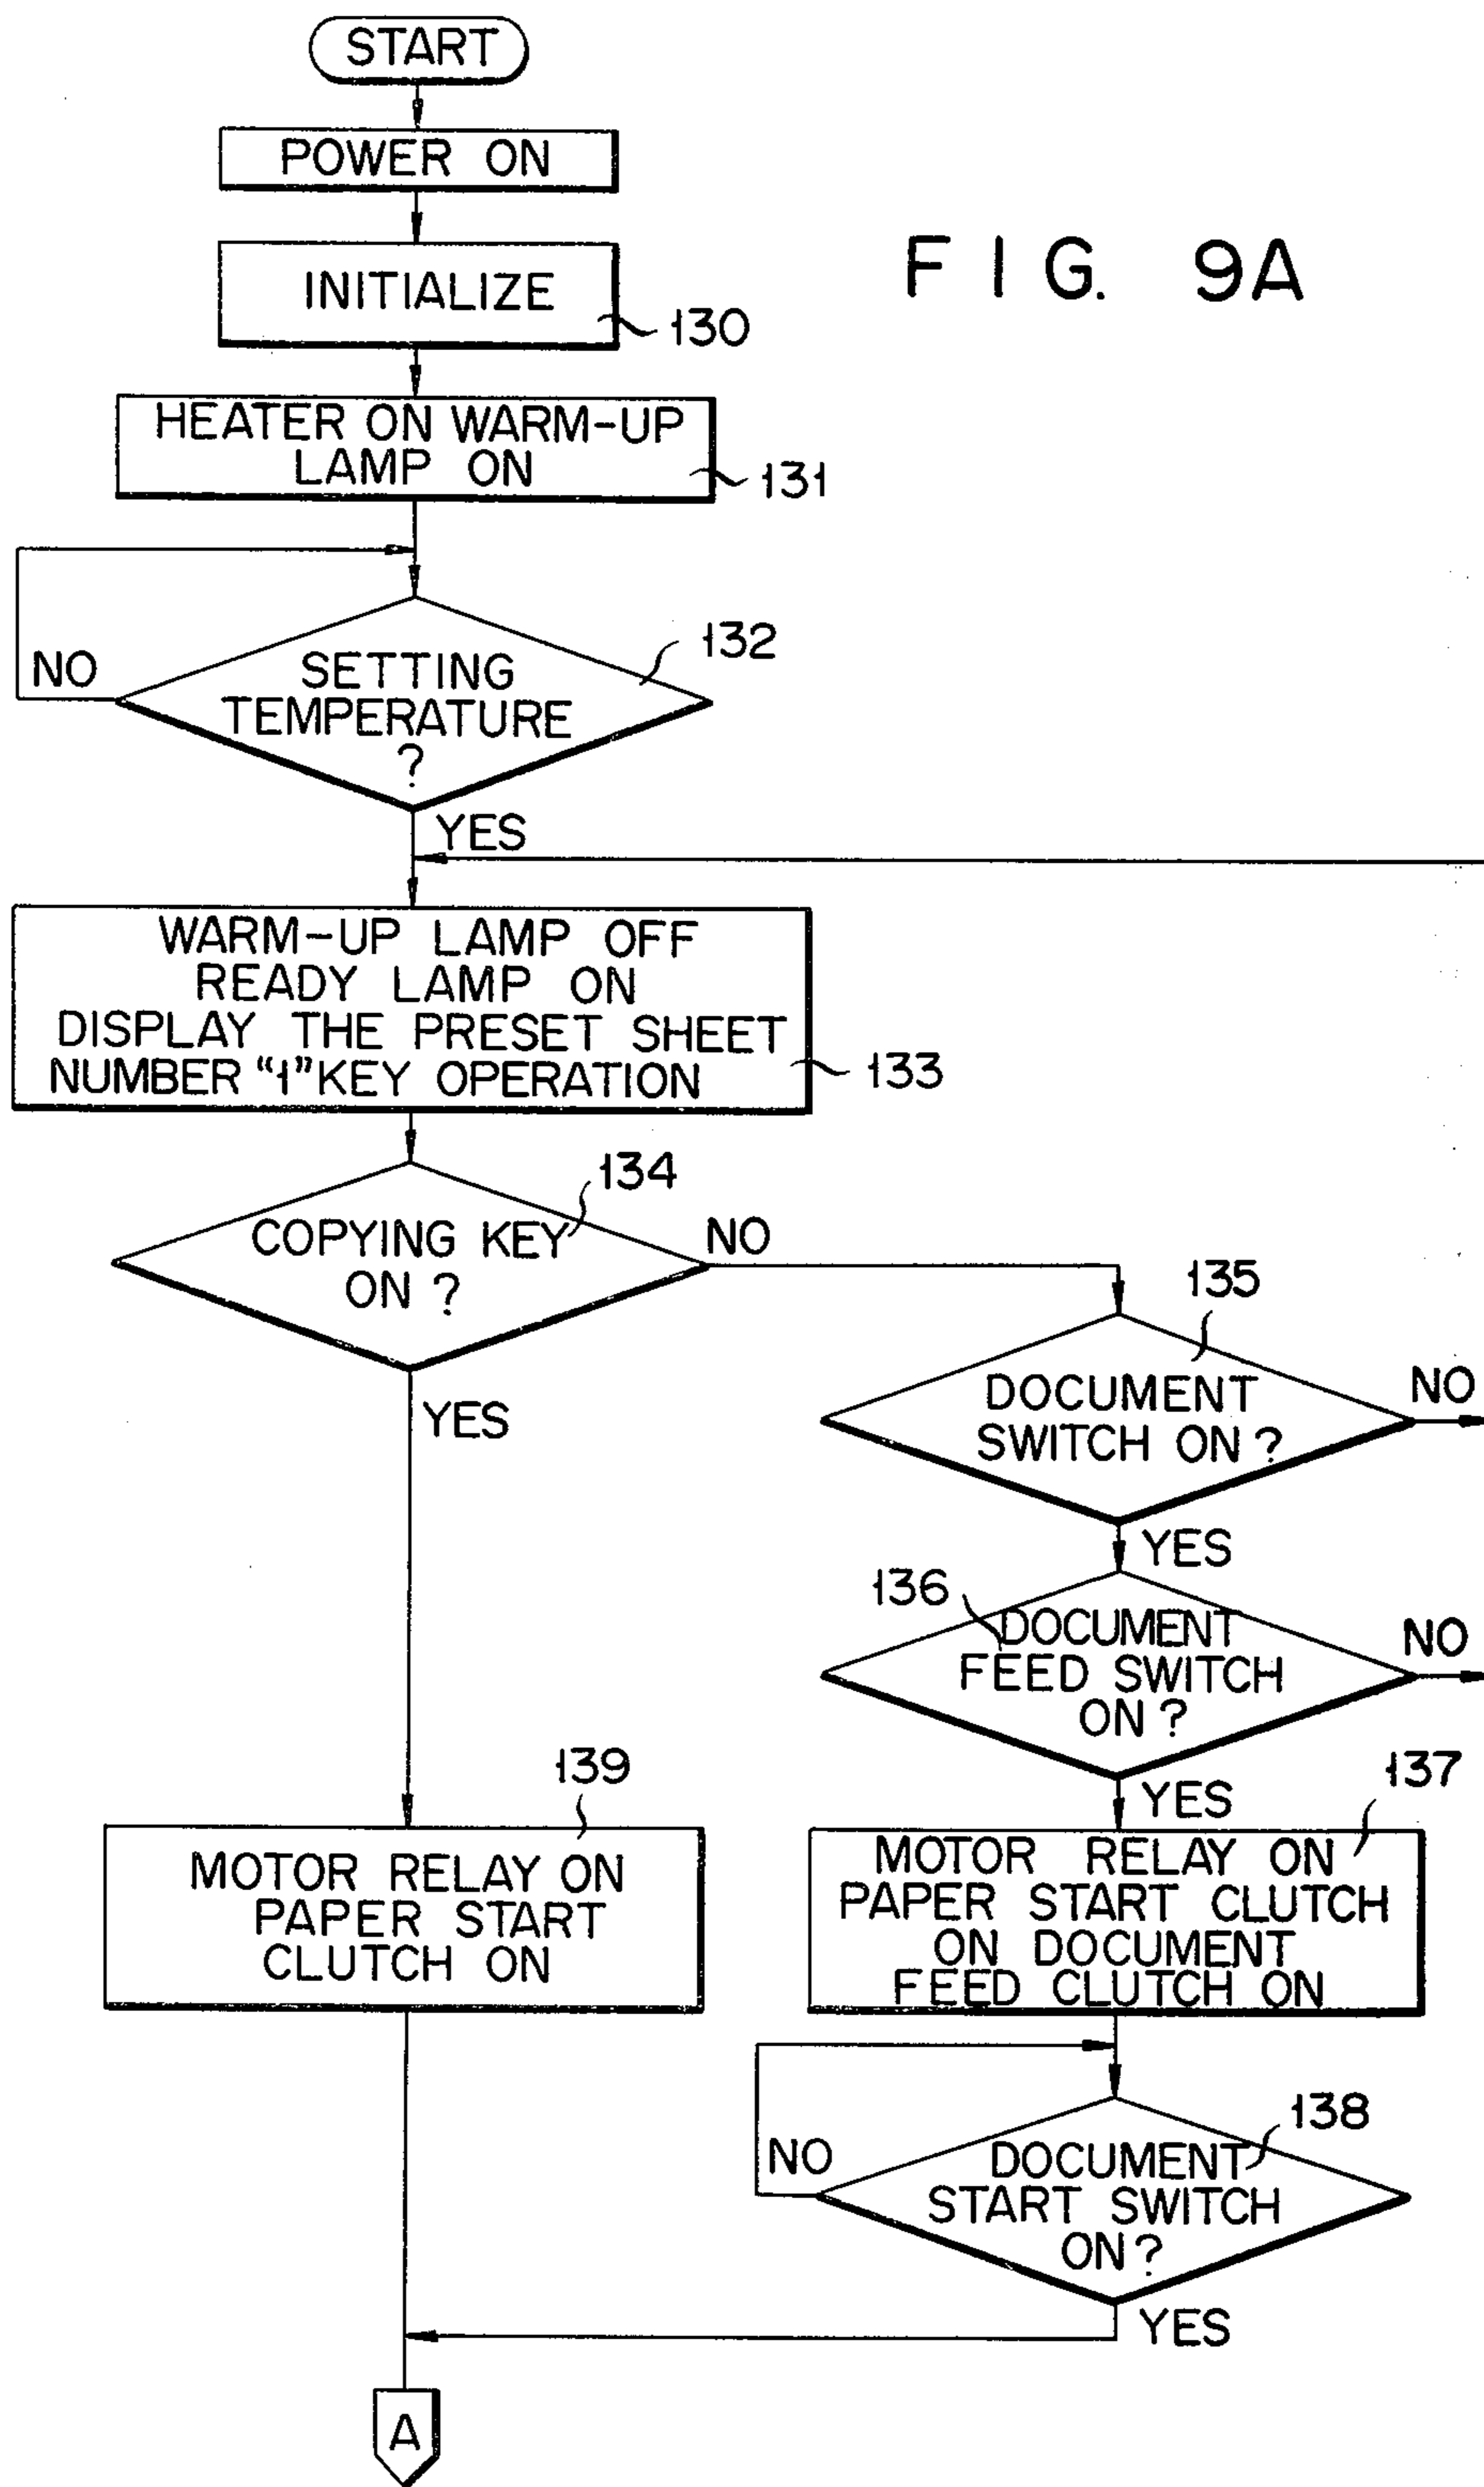 START
POWER ON
FIG. 9A
INITIALIZE
130
HEATER ON WARM-UP
LAMP ON
131
132
SETTING
TEMPERATURE
?
NO
YES
WARM-UP LAMP OFF
READY LAMP ON
DISPLAY THE PRESET SHEET
NUMBER "1" KEY OPERATION
133
134
COPYING KEY
ON ?
NO
YES
135
DOCUMENT
SWITCH ON ?
NO
YES
136
DOCUMENT
FEED SWITCH
ON ?
NO
YES
139
MOTOR RELAY ON
PAPER START
CLUTCH ON
137
MOTOR RELAY ON
PAPER START CLUTCH
ON DOCUMENT
FEED CLUTCH ON
138
NO
DOCUMENT
START SWITCH
ON ?
YES
A